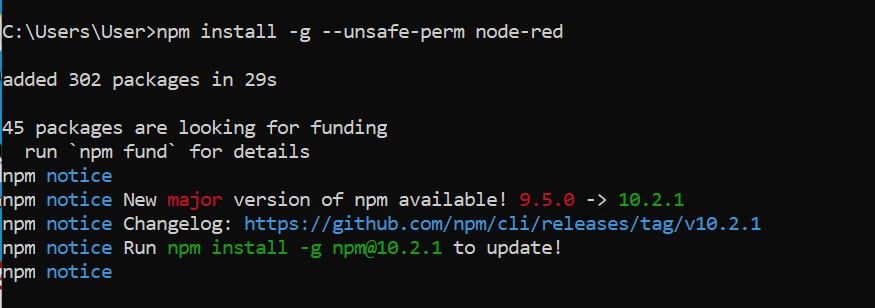 C:\Users\User>npm install -g --unsafe-perm node-red
added 302 packages in 29s
45 packages are looking for funding
  run `npm fund` for details
npm notice
npm notice New major version of npm available! 9.5.0 -> 10.2.1
npm notice Changelog: https://github.com/npm/cli/releases/tag/v10.2.1
npm notice Run npm install -g npm@10.2.1 to update!
npm notice